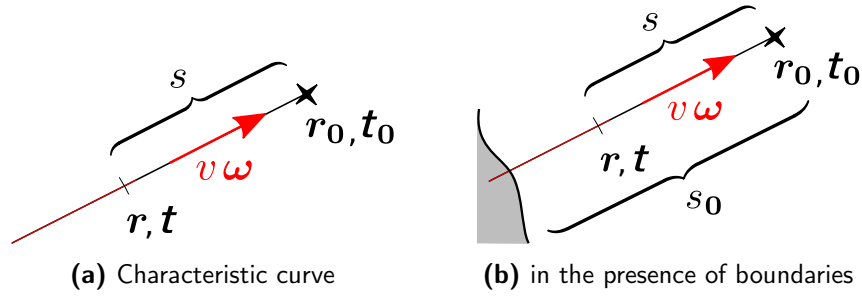 s
r₀, t₀
v ω
r, t
(a) Characteristic curve
s
r₀, t₀
v ω
r, t
s₀
(b) in the presence of boundaries